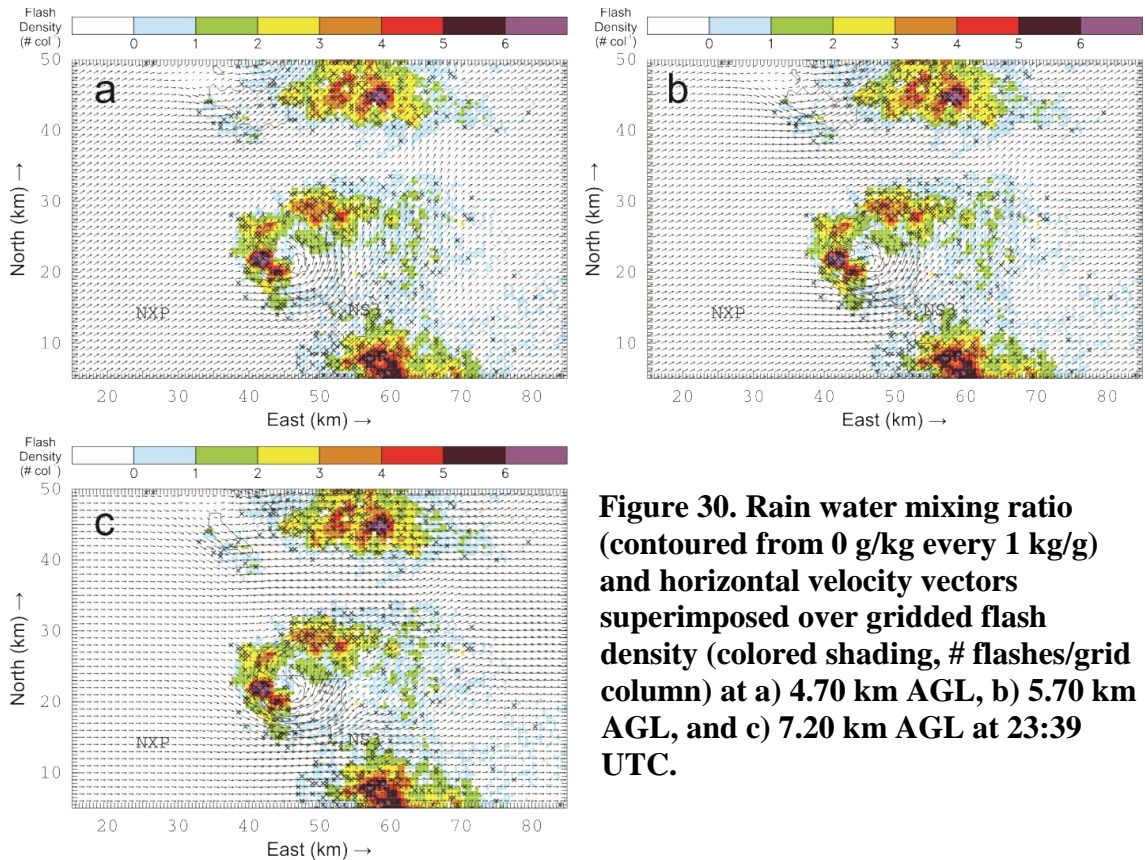 Flash
Density
(# col⁻¹)
0 1 2 3 4 5 6
50
40
30
20
10
a
North (km) →
NXP
NS3
20 30 40 50 60 70 80
East (km) →
Flash
Density
(# col⁻¹)
0 1 2 3 4 5 6
50
40
30
20
10
b
North (km) →
NXP
NS3
20 30 40 50 60 70 80
East (km) →
Flash
Density
(# col⁻¹)
0 1 2 3 4 5 6
50
40
30
20
10
c
North (km) →
NXP
NS3
20 30 40 50 60 70 80
East (km) →
Figure 30. Rain water mixing ratio
(contoured from 0 g/kg every 1 kg/g)
and horizontal velocity vectors
superimposed over gridded flash
density (colored shading, # flashes/grid
column) at a) 4.70 km AGL, b) 5.70 km
AGL, and c) 7.20 km AGL at 23:39
UTC.